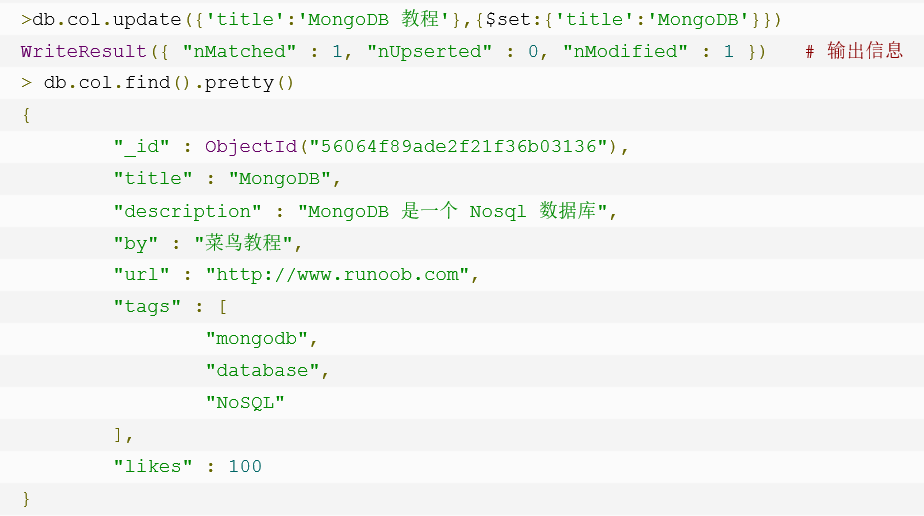 >db.col.update({'title':'MongoDB 教程'},{$set:{'title':'MongoDB'}})
WriteResult({ "nMatched" : 1, "nUpserted" : 0, "nModified" : 1 })   # 输出信息
> db.col.find().pretty()
{
        "_id" : ObjectId("56064f89ade2f21f36b03136"),
        "title" : "MongoDB",
        "description" : "MongoDB 是一个 Nosql 数据库",
        "by" : "菜鸟教程",
        "url" : "http://www.runoob.com",
        "tags" : [
                "mongodb",
                "database",
                "NoSQL"
        ],
        "likes" : 100
}